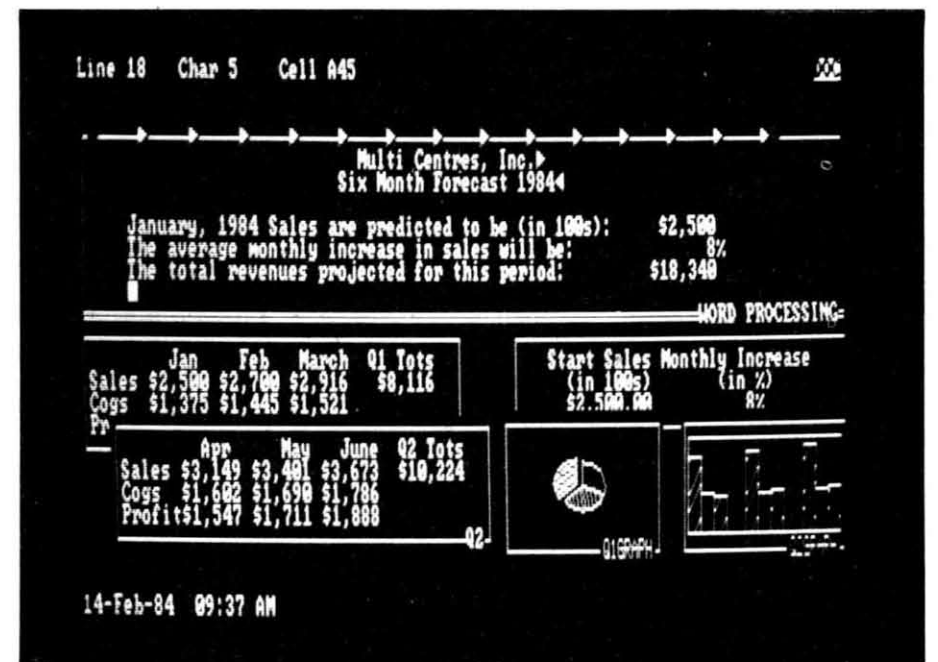 Line 18 Char 5 Cell A45
Multi Centres, Inc.
Six Month Forecast 1984
January, 1984 Sales are predicted to be (in 100s): $2,500
The average monthly increase in sales will be: 8%
The total revenues projected for this period: $18,340
WORD PROCESSING
Jan Feb March Q1 Tots
Sales $2,500 $2,700 $2,916 $8,116
Cogs $1,375 $1,445 $1,521
Pr
Start Sales Monthly Increase
(in 100s) (in %)
$2,500.00 8%
Apr May June Q2 Tots
Sales $3,149 $3,401 $3,673 $10,224
Cogs $1,602 $1,690 $1,786
Profit$1,547 $1,711 $1,888
Q2
Q1GRAPH
14-Feb-84 09:37 AM